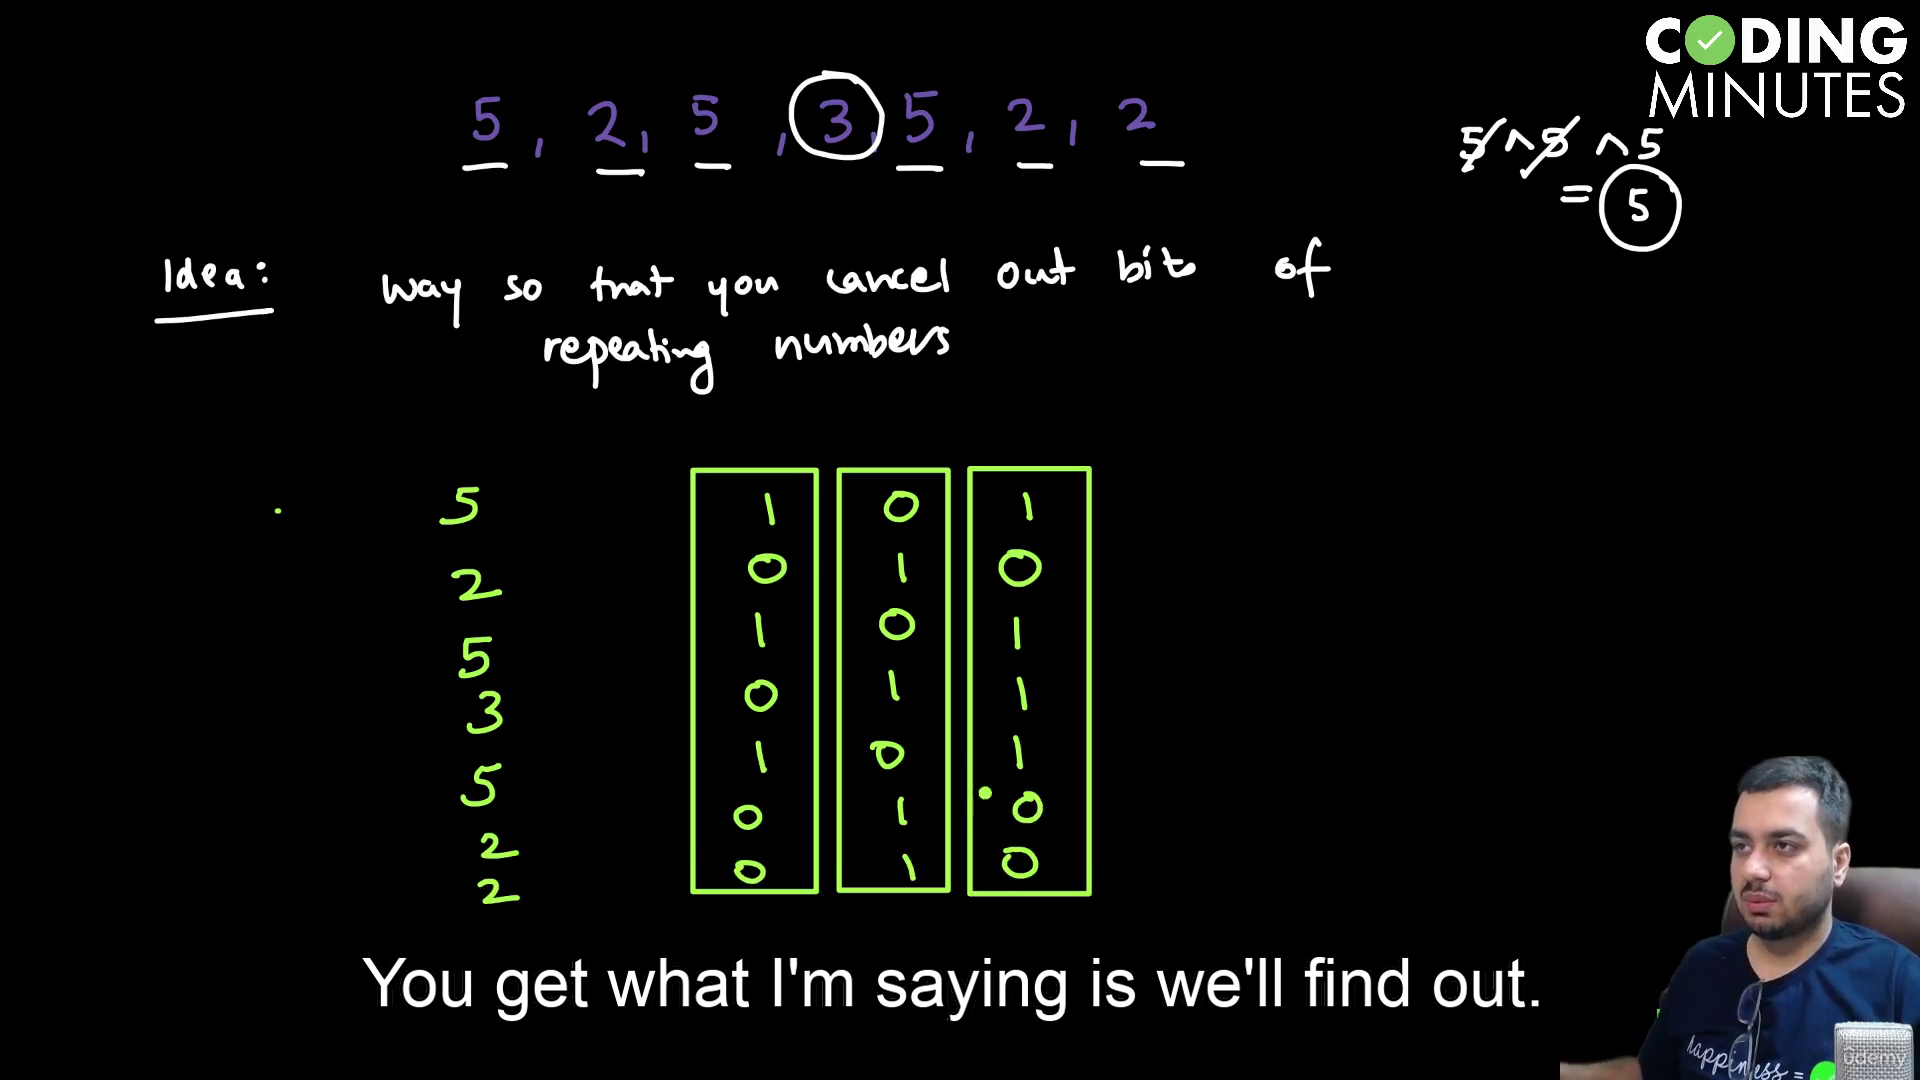 CODING
MINUTES
5, 2, 5, 3, 5, 2, 2
5 ^ 5 ^ 5
= 5
Idea: way so that you cancel out bits of
repeating numbers
5 1 0 1
2 0 1 0
5 1 0 1
3 0 1 1
5 1 0 1
2 0 1 0
2 0 1 0
You get what I'm saying is we'll find out.
happiness =
ûdemy